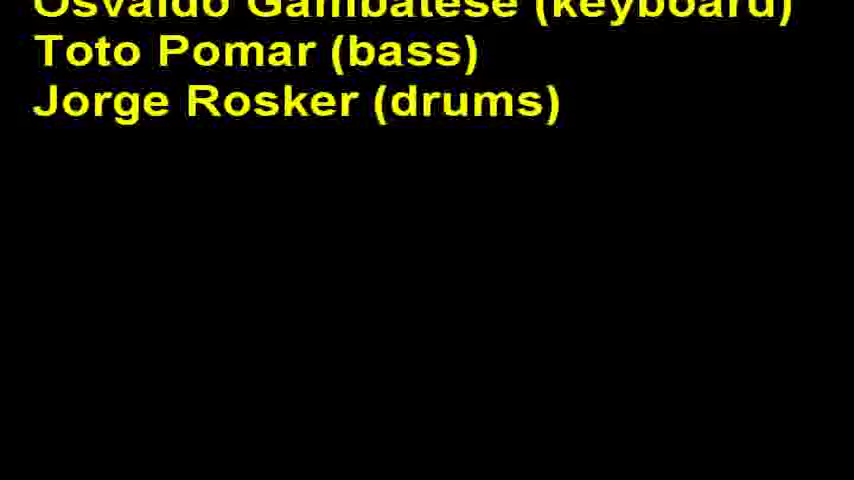 Osvaldo Gambatese (keyboard)
Toto Pomar (bass)
Jorge Rosker (drums)